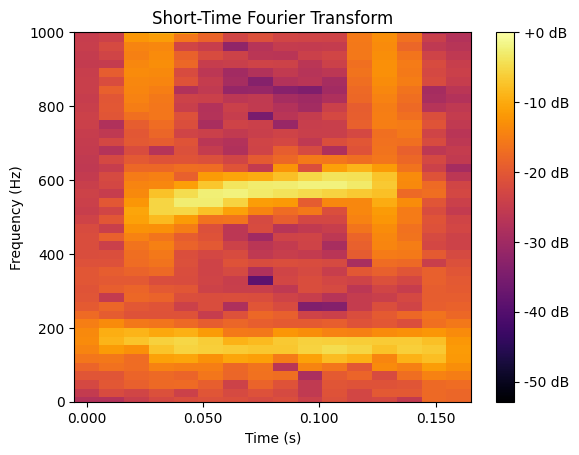 Short-Time Fourier Transform
1000
800
600
400
200
0
Frequency (Hz)
0.000
0.050
0.100
0.150
Time (s)
+0 dB
-10 dB
-20 dB
-30 dB
-40 dB
-50 dB